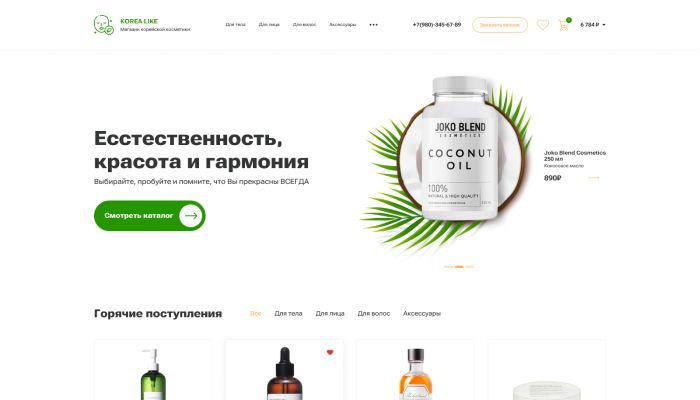 KOREA LIKE
Магазин корейской косметики
Для тела
Для лица
Для волос
Аксессуары
+7(980)-345-67-89
Заказать звонок
6 784 ₽
Есстественность,
красота и гармония
Выбирайте, пробуйте и помните, что Вы прекрасны ВСЕГДА
Смотреть каталог
JOKO BLEND
COSMETICS
COCONUT
OIL
100%
NATURAL & HIGH QUALITY
Joko Blend Cosmetics
250 мл
Кокосовое масло
890₽
Горячие поступления
Все
Для тела
Для лица
Для волос
Аксессуары